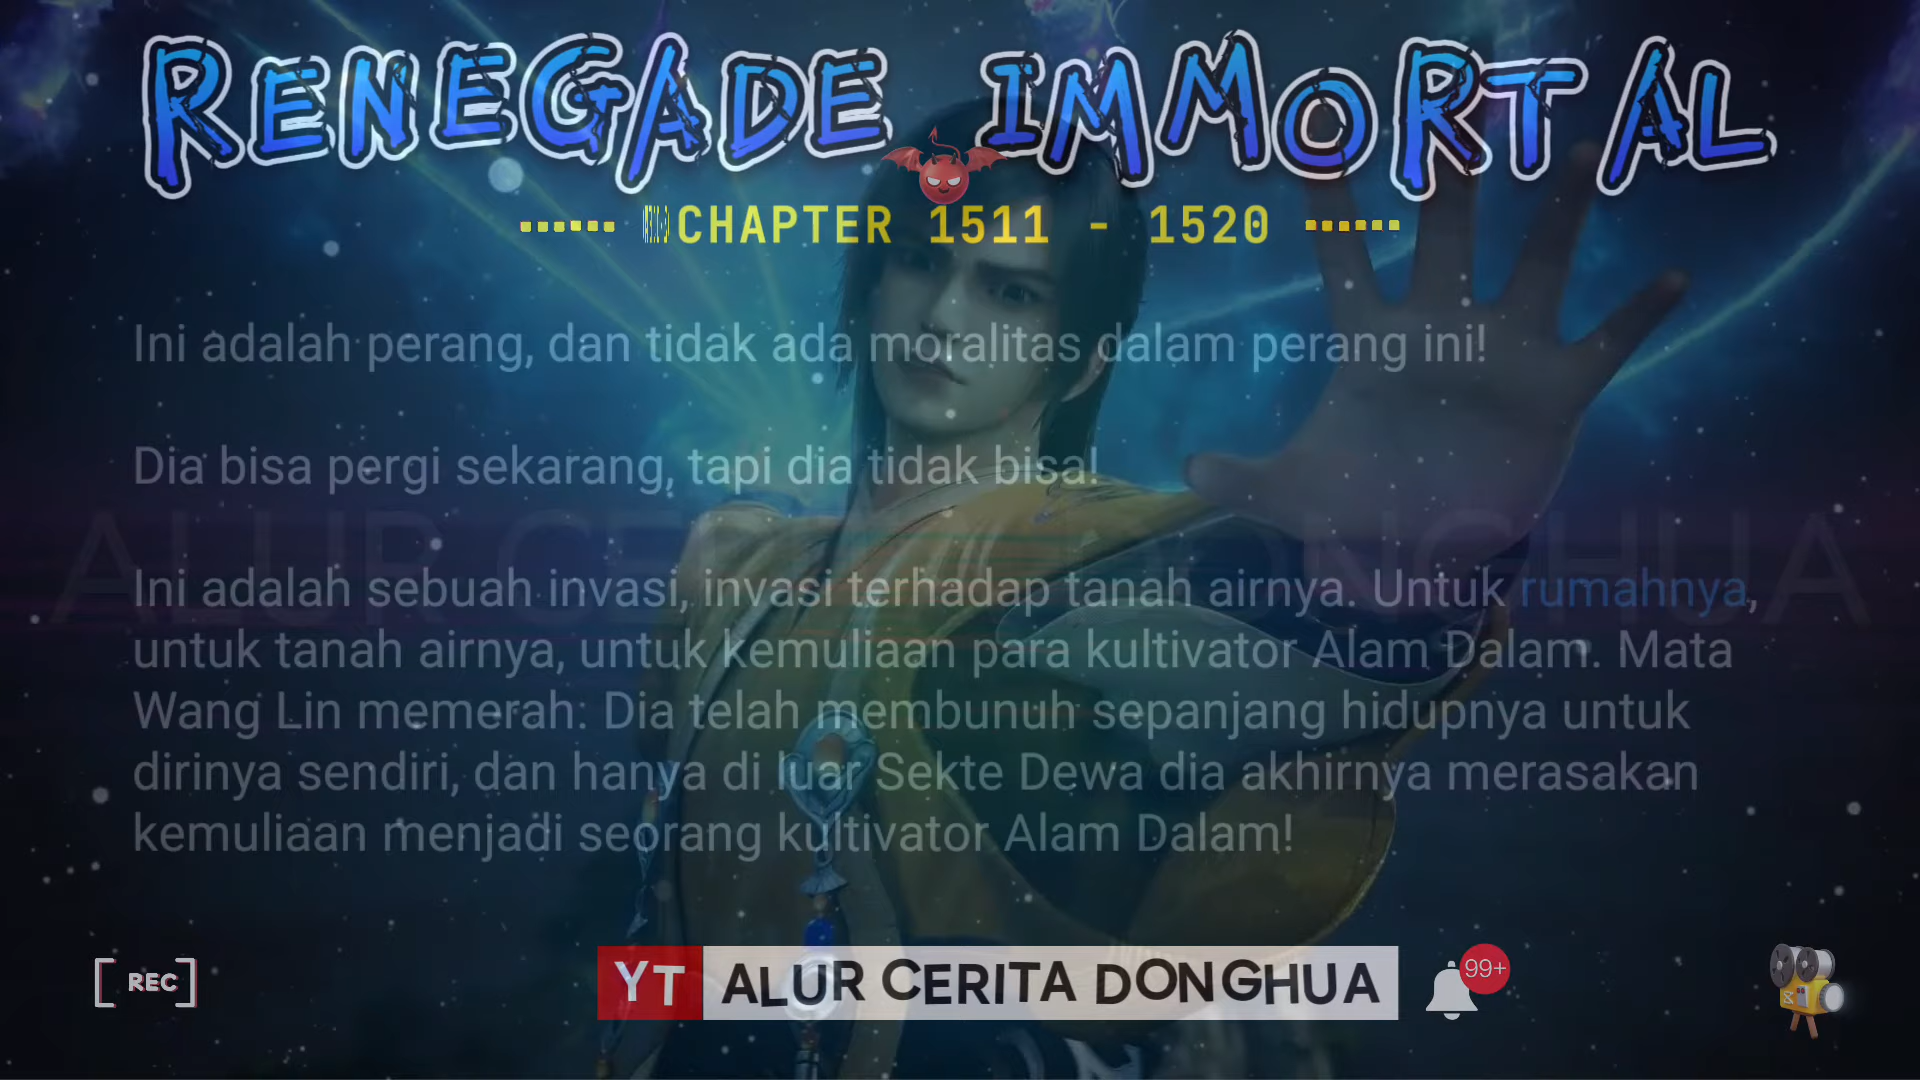 RENEGADE IMMORTAL
CHAPTER 1511 - 1520
Ini adalah perang, dan tidak ada moralitas dalam perang ini!
Dia bisa pergi sekarang, tapi dia tidak bisa!
ALUR CERITA DONGHUA
Ini adalah sebuah invasi, invasi terhadap tanah airnya. Untuk rumahnya,
untuk tanah airnya, untuk kemuliaan para kultivator Alam Dalam. Mata
Wang Lin memerah: Dia telah membunuh sepanjang hidupnya untuk
dirinya sendiri, dan hanya di luar Sekte Dewa dia akhirnya merasakan
kemuliaan menjadi seorang kultivator Alam Dalam!
REC
YT ALUR CERITA DONGHUA
99+